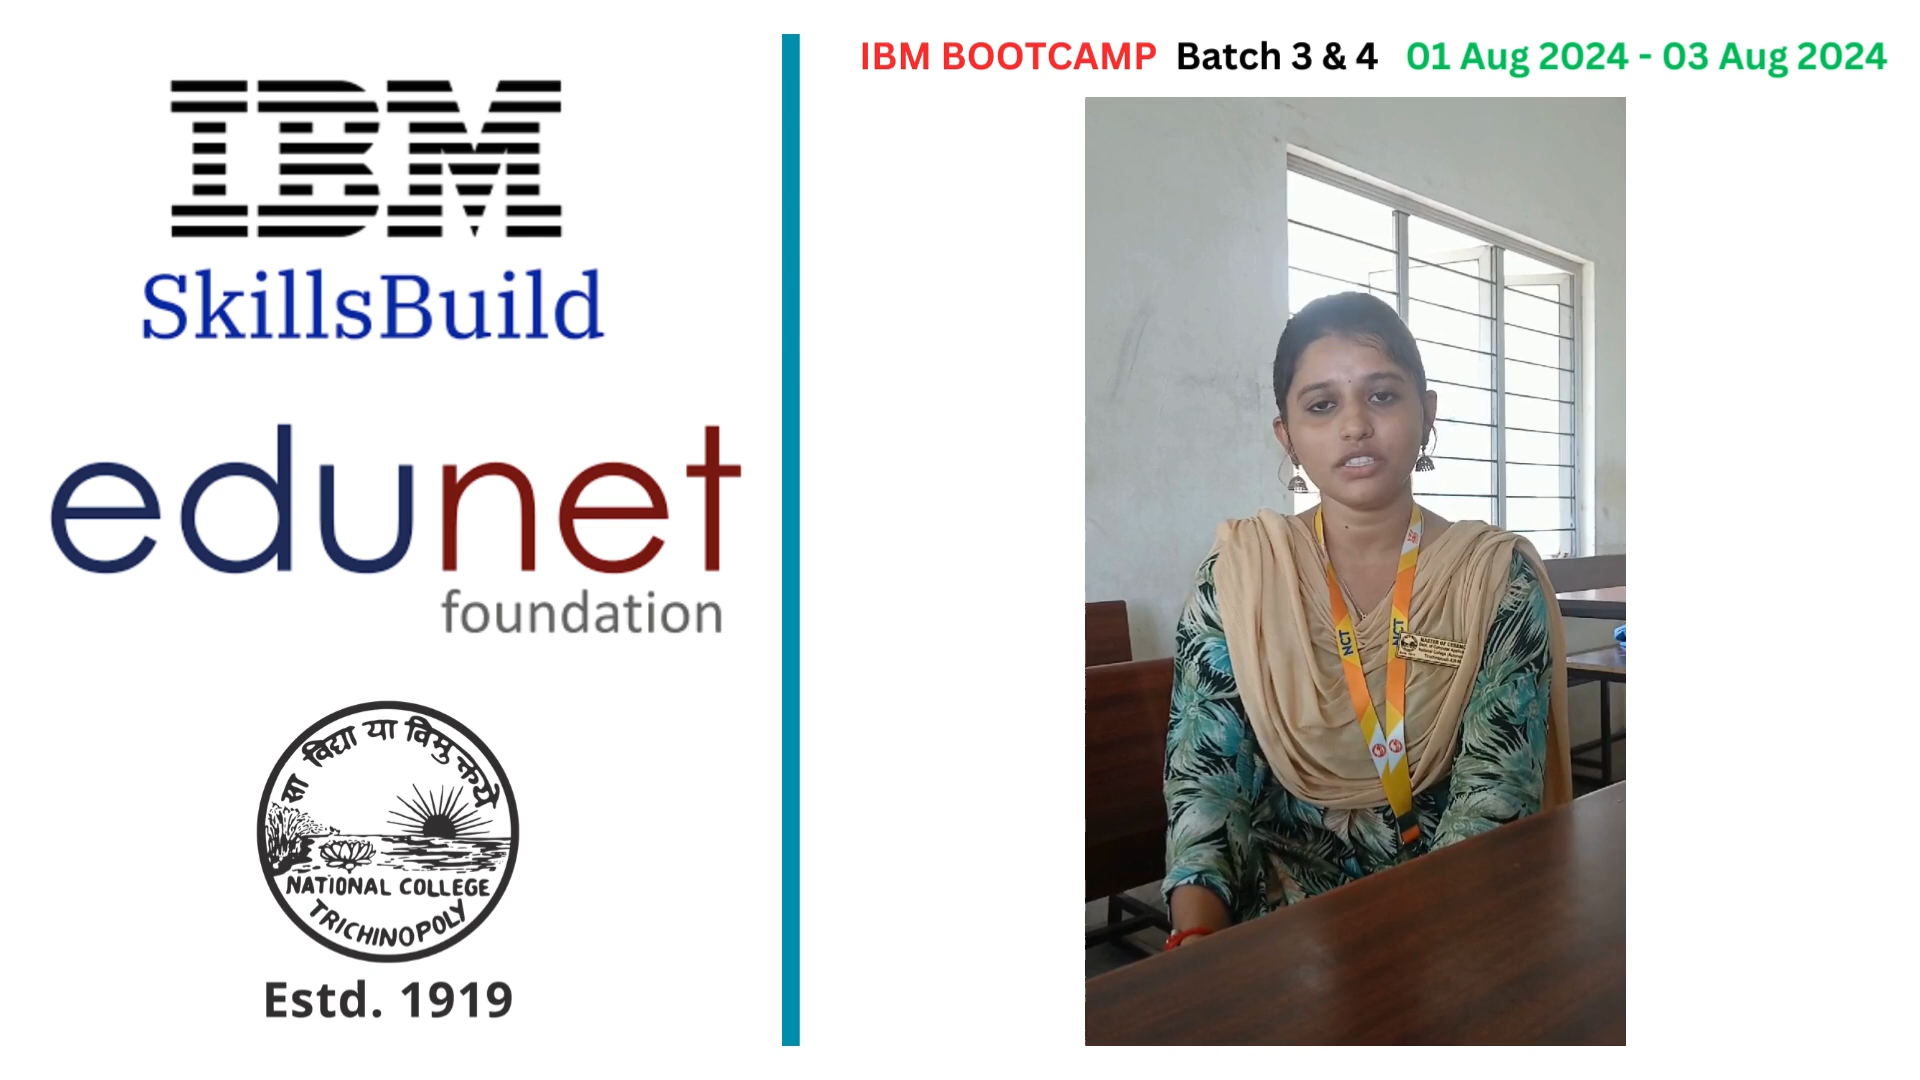 IBM BOOTCAMP Batch 3 & 4 01 Aug 2024 - 03 Aug 2024
IBM
SkillsBuild
edunet
foundation
सा विद्या या विमुक्तये
NATIONAL COLLEGE
TRICHINOPOLY
Estd. 1919
NCT
NCT